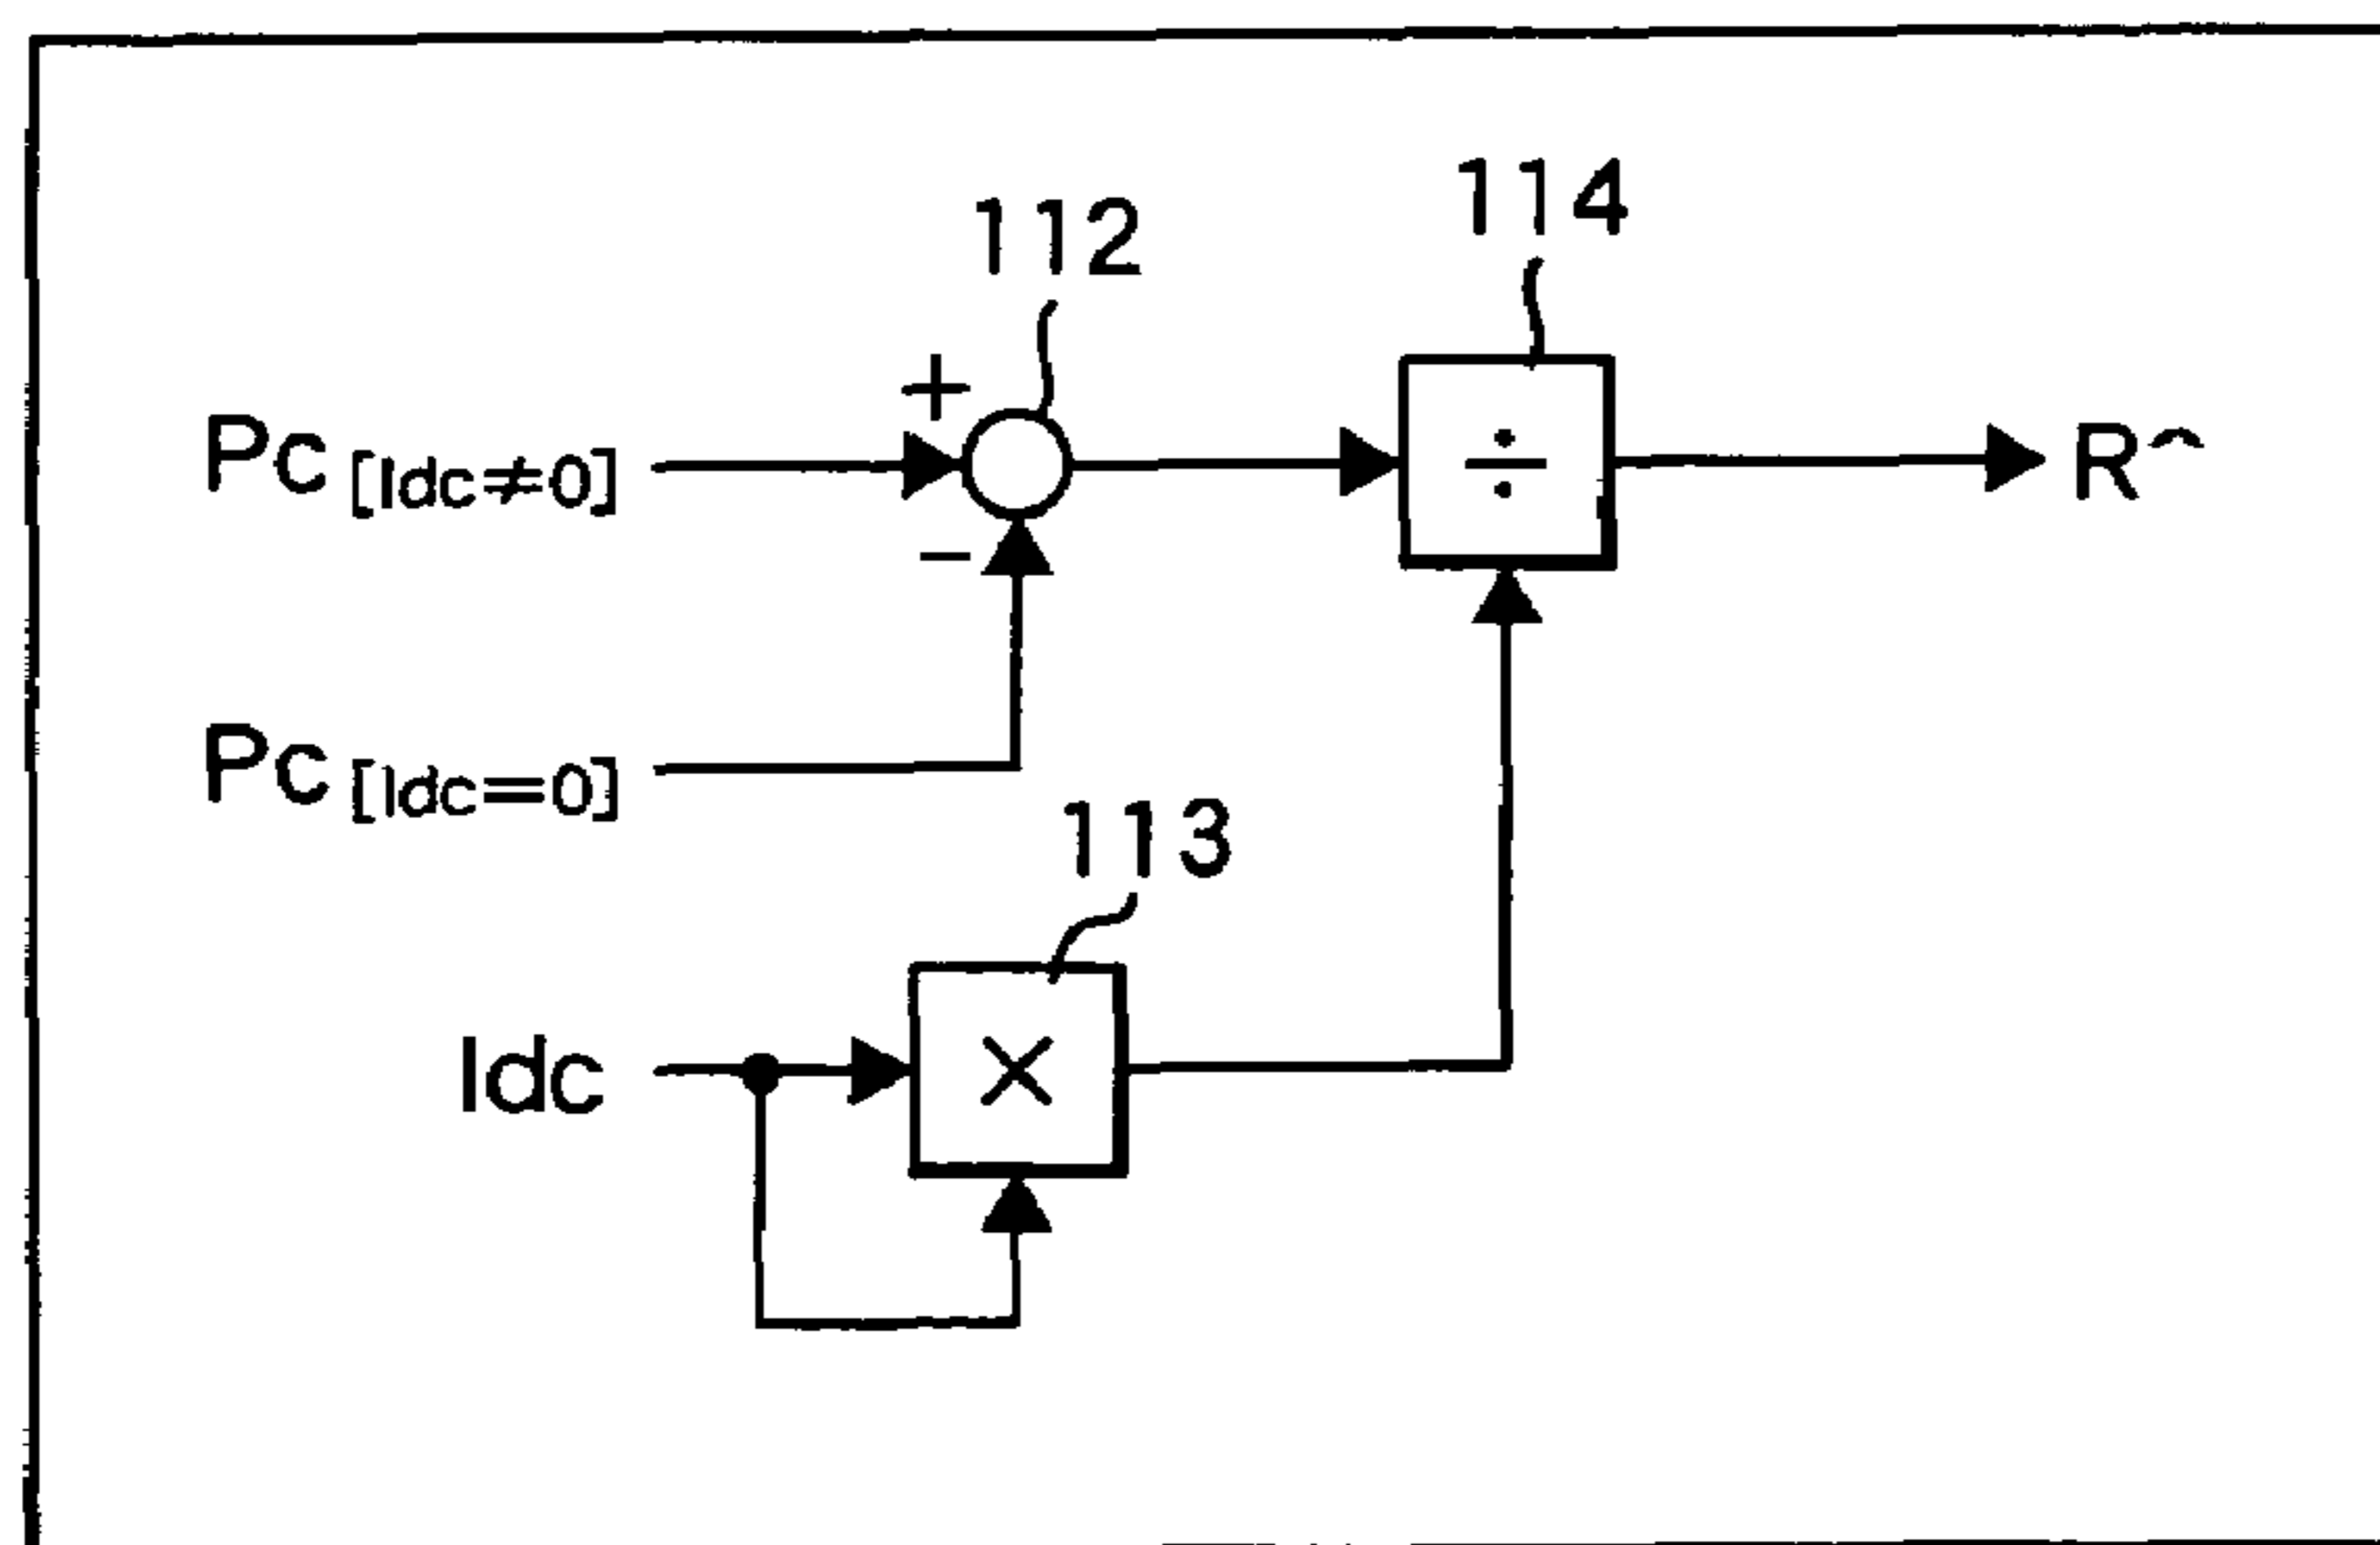 112
114
+
Pc [Idc≠0]
÷
R^
−
Pc [Idc=0]
113
Idc
×